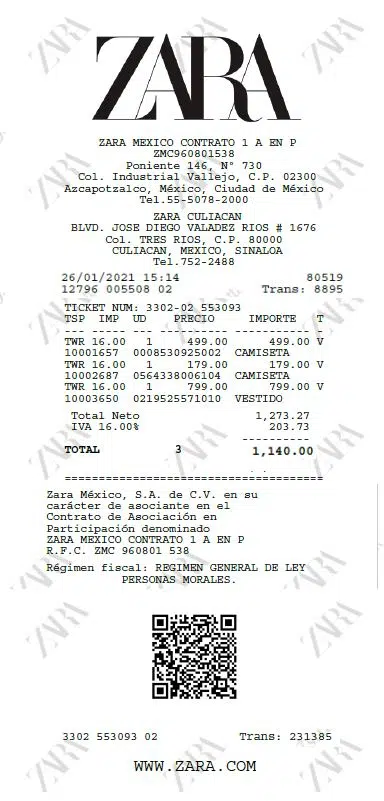 ZARA
ZARA MEXICO CONTRATO 1 A EN P
ZMC960801538
Poniente 146, N° 730
Col. Industrial Vallejo, C.P. 02300
Azcapotzalco, México, Ciudad de México
Tel.55-5078-2000
ZARA CULIACAN
BLVD. JOSE DIEGO VALADEZ RIOS # 1676
Col. TRES RIOS, C.P. 80000
CULIACAN, MEXICO, SINALOA
Tel.752-2488
26/01/2021 15:14 80519
12796 005508 02 Trans: 8895
TICKET NUM: 3302-02 553093
TSP IMP UD PRECIO IMPORTE T
--- ----- --- ----------- ----------- --
TWR 16.00 1 499.00 499.00 V
10001657 0008530925002 CAMISETA
TWR 16.00 1 179.00 179.00 V
10002687 0564338006104 CAMISETA
TWR 16.00 1 799.00 799.00 V
10003650 0219525571010 VESTIDO
Total Neto 1,273.27
IVA 16.00% 203.73
----------
TOTAL 3 1,140.00
======================================
Zara México, S.A. de C.V. en su
carácter de asociante en el
Contrato de Asociación en
Participación denominado
ZARA MEXICO CONTRATO 1 A EN P
R.F.C. ZMC 960801 538
Régimen fiscal: REGIMEN GENERAL DE LEY
PERSONAS MORALES.
3302 553093 02 Trans: 231385
WWW.ZARA.COM